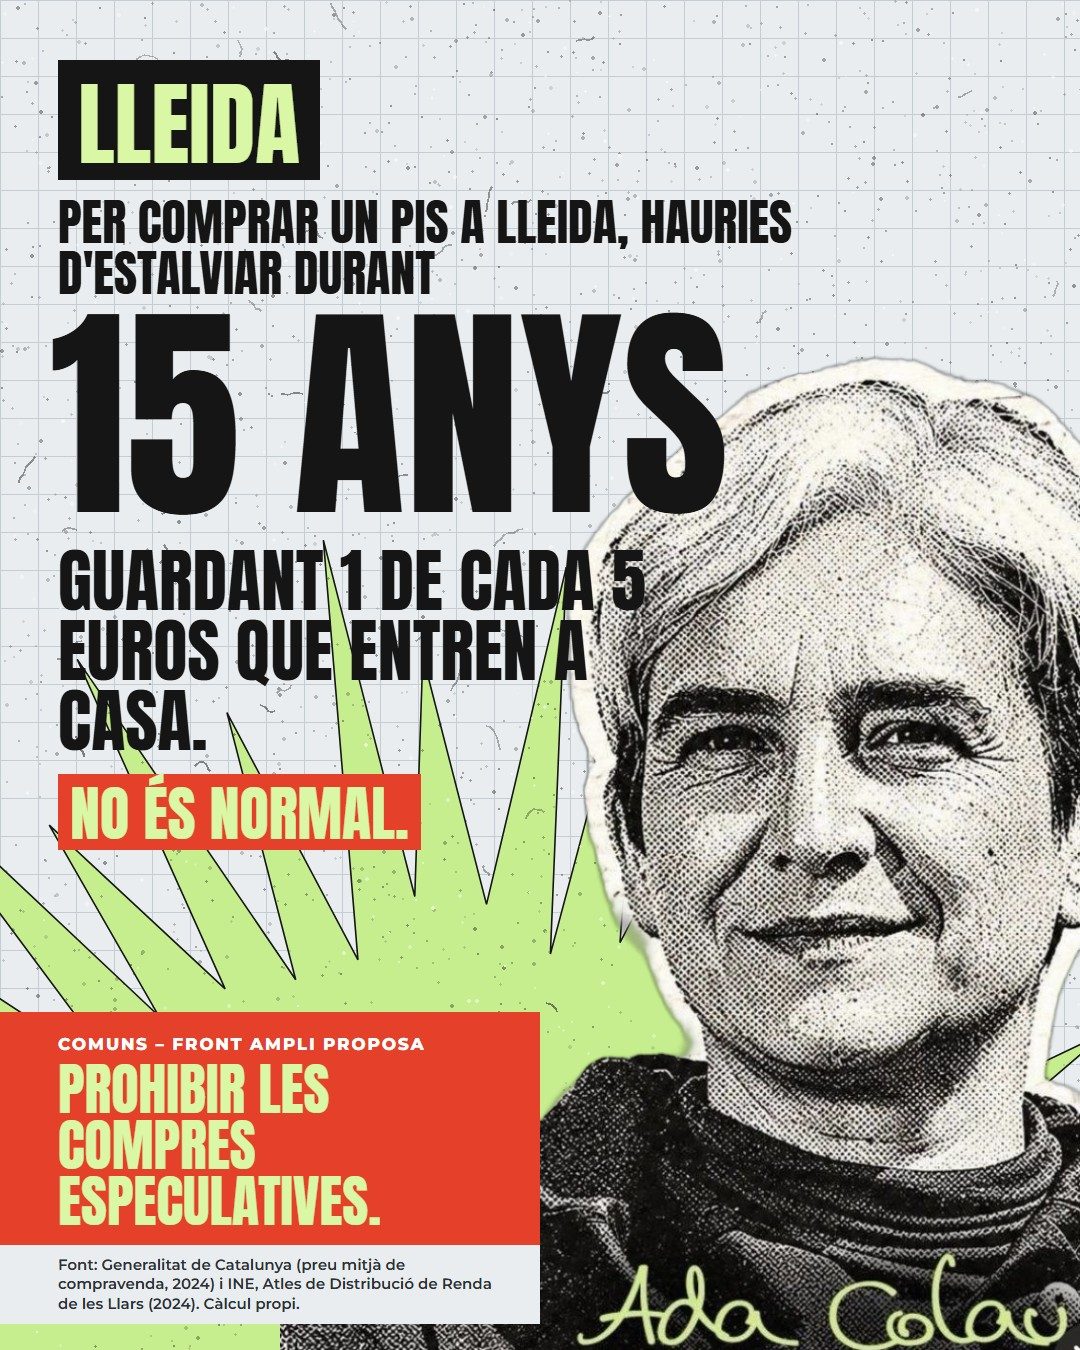 LLEIDA
PER COMPRAR UN PIS A LLEIDA, HAURIES
D'ESTALVIAR DURANT
15 ANYS
GUARDANT 1 DE CADA 5
EUROS QUE ENTREN A
CASA.
NO ÉS NORMAL.
COMUNS – FRONT AMPLI PROPOSA
PROHIBIR LES
COMPRES
ESPECULATIVES.
Font: Generalitat de Catalunya (preu mitjà de
compravenda, 2024) i INE, Atles de Distribució de Renda
de les Llars (2024). Càlcul propi.
Ada Colau